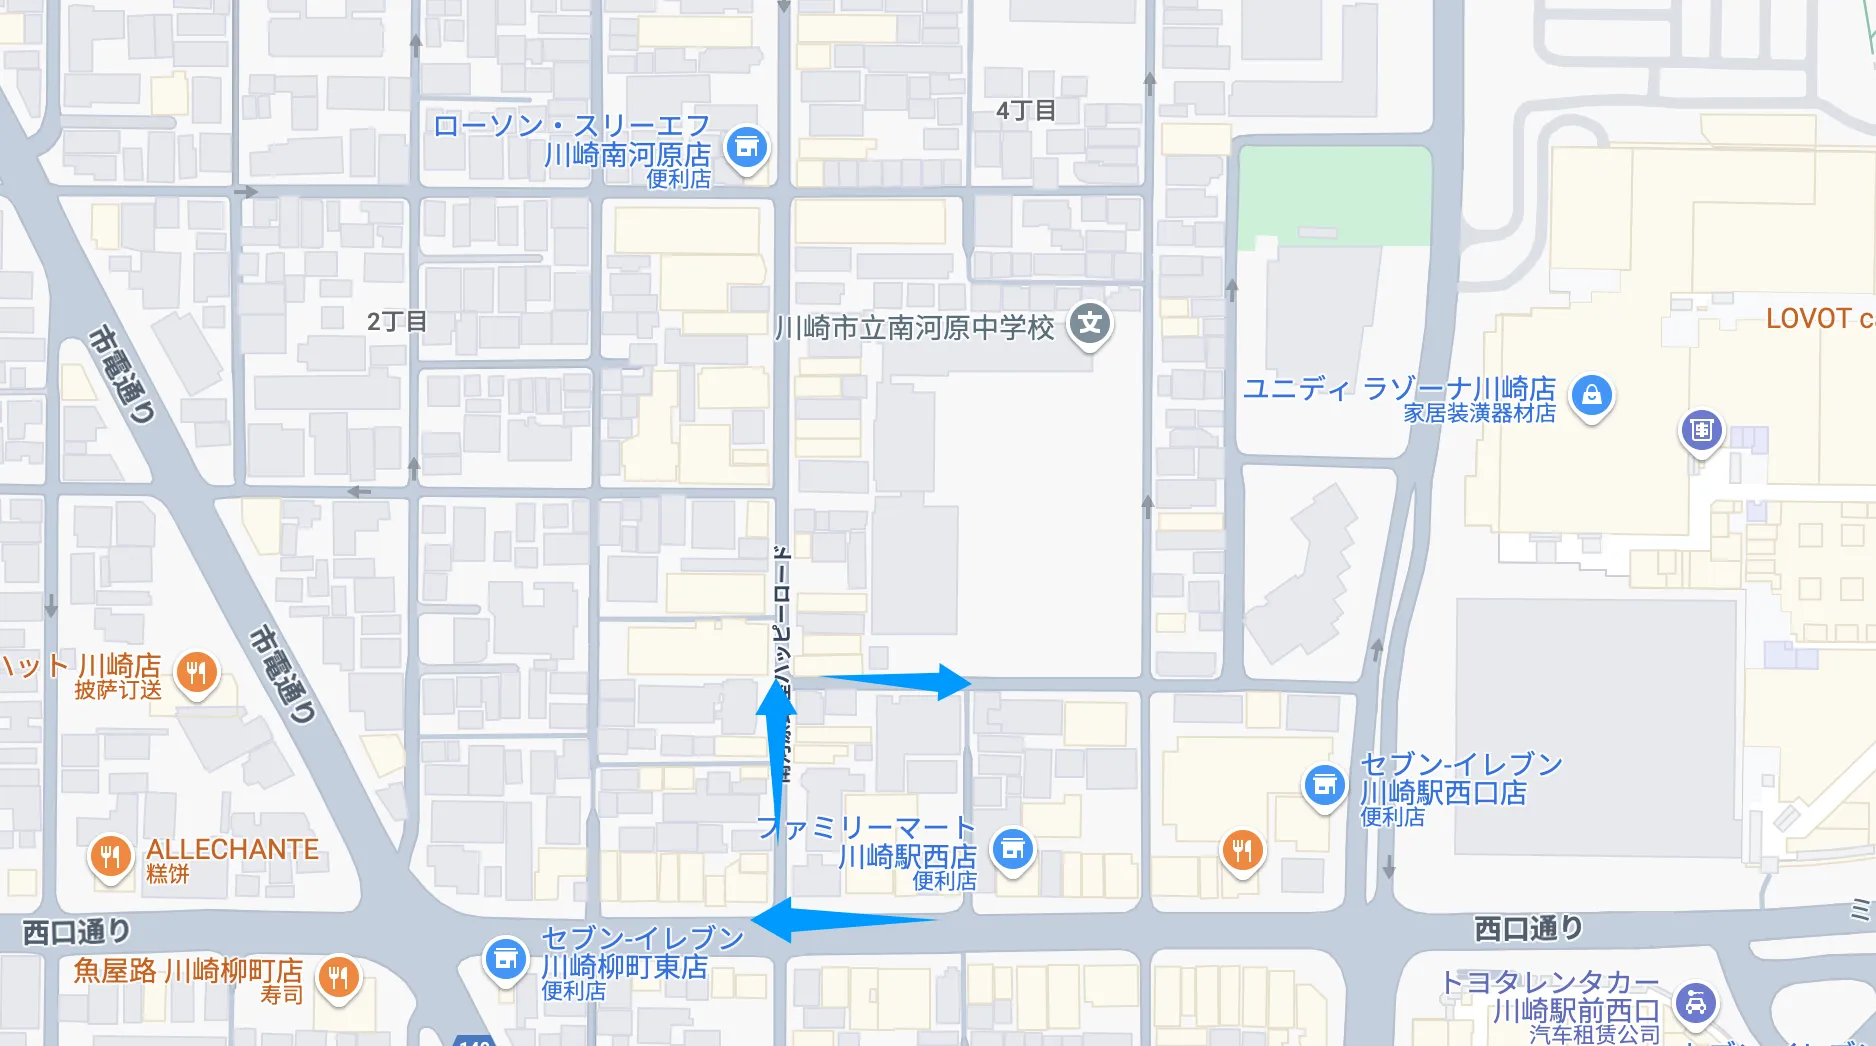 ローソン・スリーエフ
川崎南河原店
便利店
4丁目
2丁目
川崎市立南河原中学校
LOVOT
ユニディ ラゾーナ川崎店
家居装潢器材店
市電通り
市電通り
ハッピーロード
ハット 川崎店
披萨订送
セブン-イレブン
川崎駅西口店
便利店
ファミリーマート
川崎駅西店
便利店
ALLECHANTE
糕饼
西口通り
西口通り
セブン-イレブン
川崎柳町東店
便利店
魚屋路 川崎柳町店
寿司
トヨタレンタカー
川崎駅前西口
汽车租赁公司